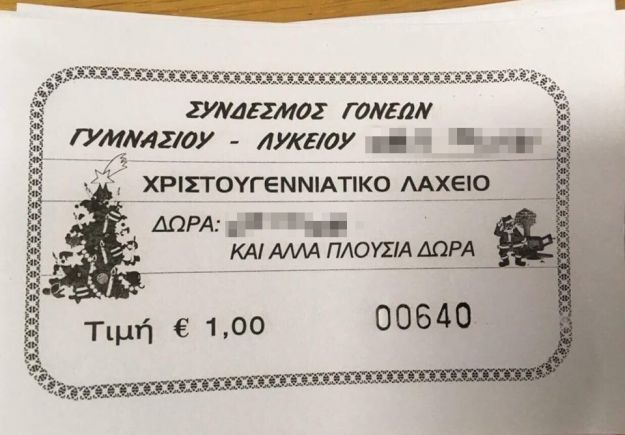 ΣΥΝΔΕΣΜΟΣ ΓΟΝΕΩΝ
ΓΥΜΝΑΣΙΟΥ - ΛΥΚΕΙΟΥ
ΧΡΙΣΤΟΥΓΕΝΝΙΑΤΙΚΟ ΛΑΧΕΙΟ
ΔΩΡΑ:
ΚΑΙ ΑΛΛΑ ΠΛΟΥΣΙΑ ΔΩΡΑ
Τιμή € 1,00 00640